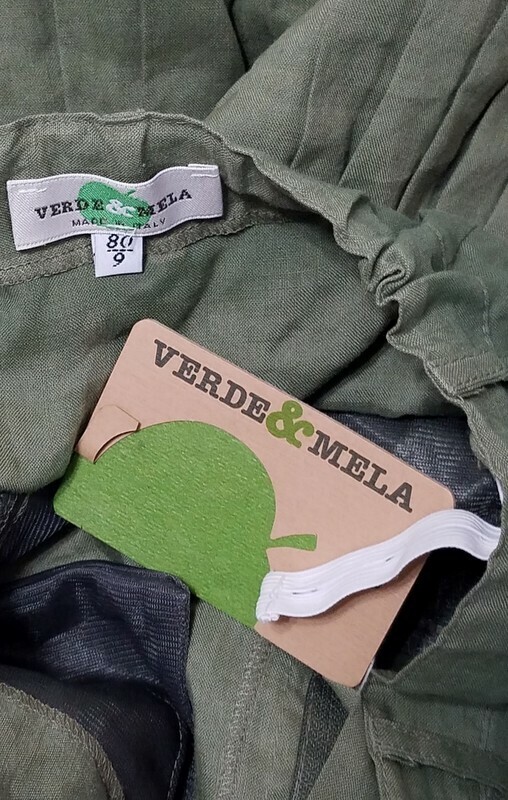 VERDE & MELA
MADE IN ITALY
80
9
VERDE & MELA